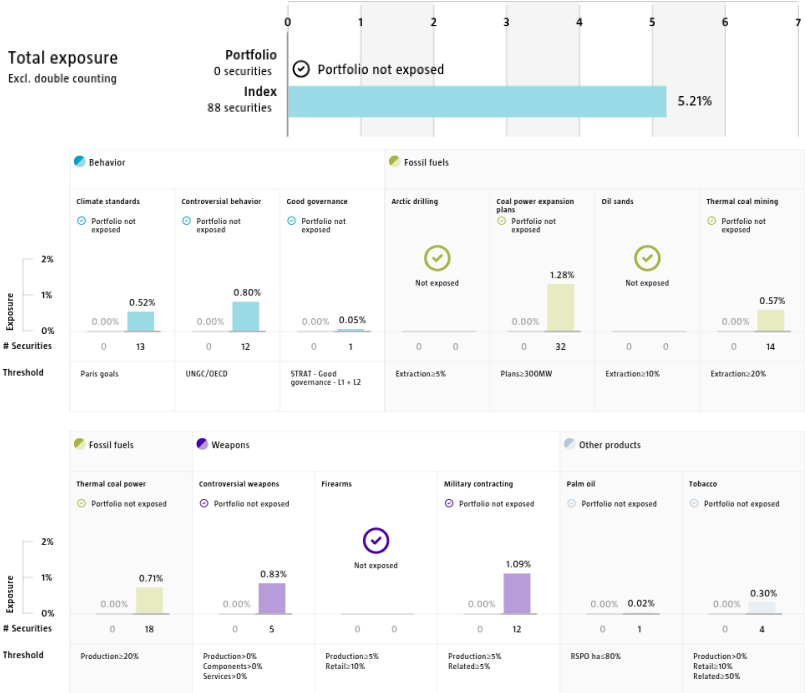 0 1 2 3 4 5 6 7
Total exposure
Excl. double counting
Portfolio
0 securities
Portfolio not exposed
Index
88 securities
5.21%
Behavior
Fossil fuels
Climate standards
Controversial behavior
Good governance
Arctic drilling
Coal power expansion
plans
Oil sands
Thermal coal mining
Portfolio not
exposed
Portfolio not
exposed
Portfolio not
exposed
Not exposed
Portfolio not
exposed
Not exposed
Portfolio not
exposed
Exposure
2%
1%
0%
0.00% 0.52%
0.00% 0.80%
0.00% 0.05%
0.00% 1.28%
0.00% 0.57%
# Securities 0 13 0 12 0 1 0 0 0 32 0 0 0 14
Threshold
Paris goals
UNGC/OECD
STRAT - Good
governance - L1 + L2
Extraction≥5%
Plans≥300MW
Extraction≥10%
Extraction≥20%
Fossil fuels
Weapons
Other products
Thermal coal power
Controversial weapons
Firearms
Military contracting
Palm oil
Tobacco
Portfolio not exposed
Portfolio not exposed
Not exposed
Portfolio not exposed
Portfolio not exposed
Portfolio not exposed
Exposure
2%
1%
0%
0.00% 0.71%
0.00% 0.83%
0.00% 1.09%
0.00% 0.02%
0.00% 0.30%
# Securities 0 18 0 5 0 0 0 12 0 1 0 4
Threshold
Production≥20%
Production>0%
Components>0%
Services>0%
Production≥5%
Retail≥10%
Production≥5%
Related≥5%
RSPO ha≤80%
Production>0%
Retail≥10%
Related≥50%